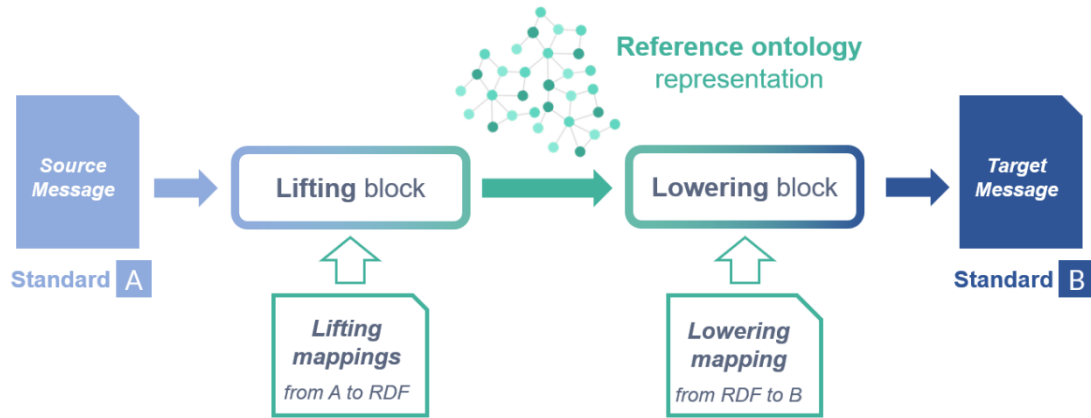 Reference ontology
representation
Source
Message
Lifting block
Lowering block
Target
Message
Standard A
Standard B
Lifting
mappings
from A to RDF
Lowering
mapping
from RDF to B